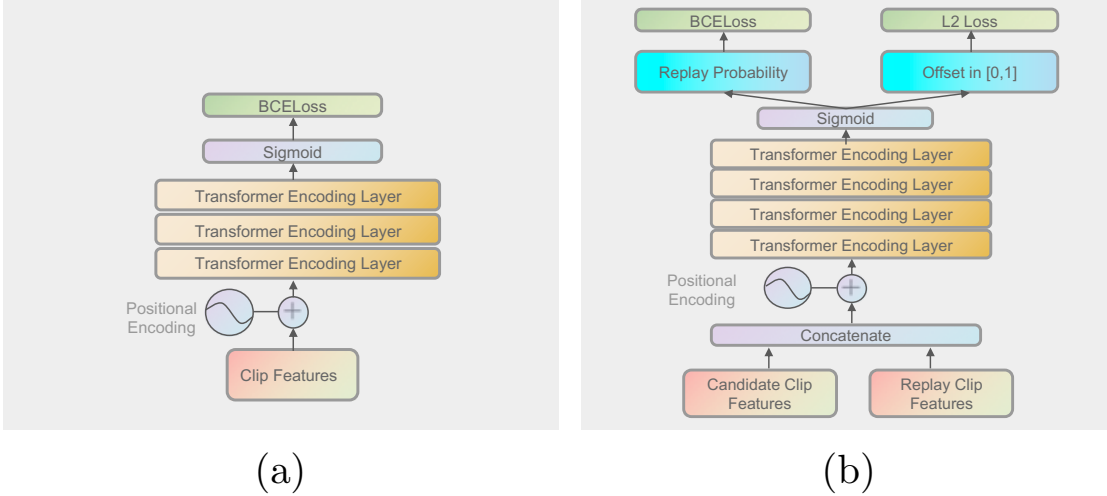 BCELoss
Sigmoid
Transformer Encoding Layer
Transformer Encoding Layer
Transformer Encoding Layer
Positional
Encoding
Clip Features
(a)
BCELoss
L2 Loss
Replay Probability
Offset in [0,1]
Sigmoid
Transformer Encoding Layer
Transformer Encoding Layer
Transformer Encoding Layer
Transformer Encoding Layer
Positional
Encoding
Concatenate
Candidate Clip
Features
Replay Clip
Features
(b)